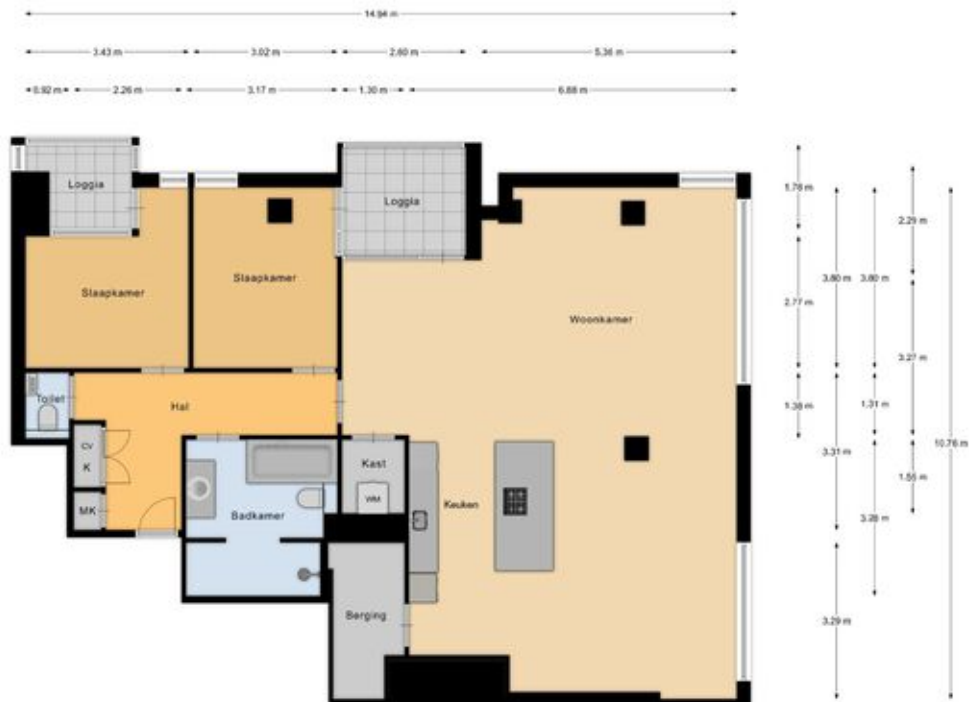 14.94 m
3.43 m 3.02 m 2.60 m 5.36 m
0.92 m 2.26 m 3.17 m 1.30 m 6.88 m
Loggia
Loggia
Slaapkamer
Slaapkamer
Woonkamer
Toilet
Hal
CV
K
MK
Kast
WM
Badkamer
Keuken
Berging
1.78 m
2.29 m
3.80 m 3.80 m
2.77 m
3.27 m
1.38 m
1.31 m
3.31 m
10.76 m
1.55 m
3.26 m
3.29 m